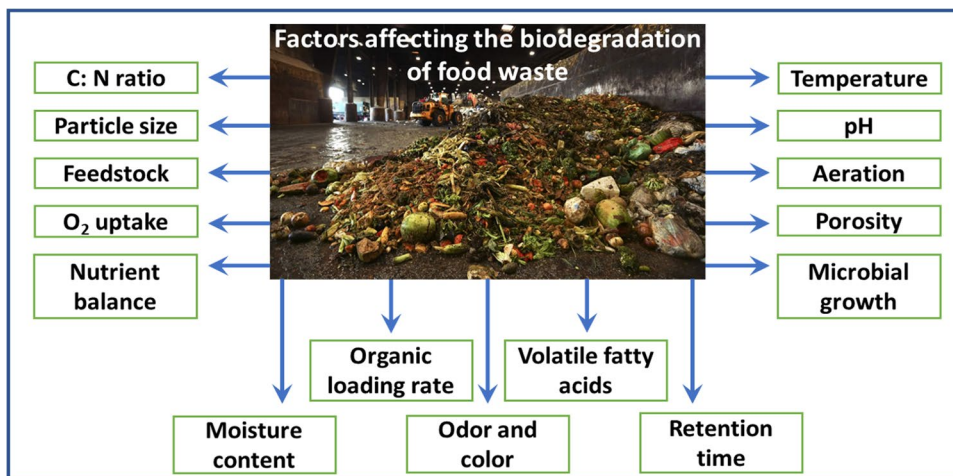 Factors affecting the biodegradation
of food waste
C: N ratio
Particle size
Feedstock
O₂ uptake
Nutrient
balance
Temperature
pH
Aeration
Porosity
Microbial
growth
Organic
loading rate
Volatile fatty
acids
Moisture
content
Odor and
color
Retention
time